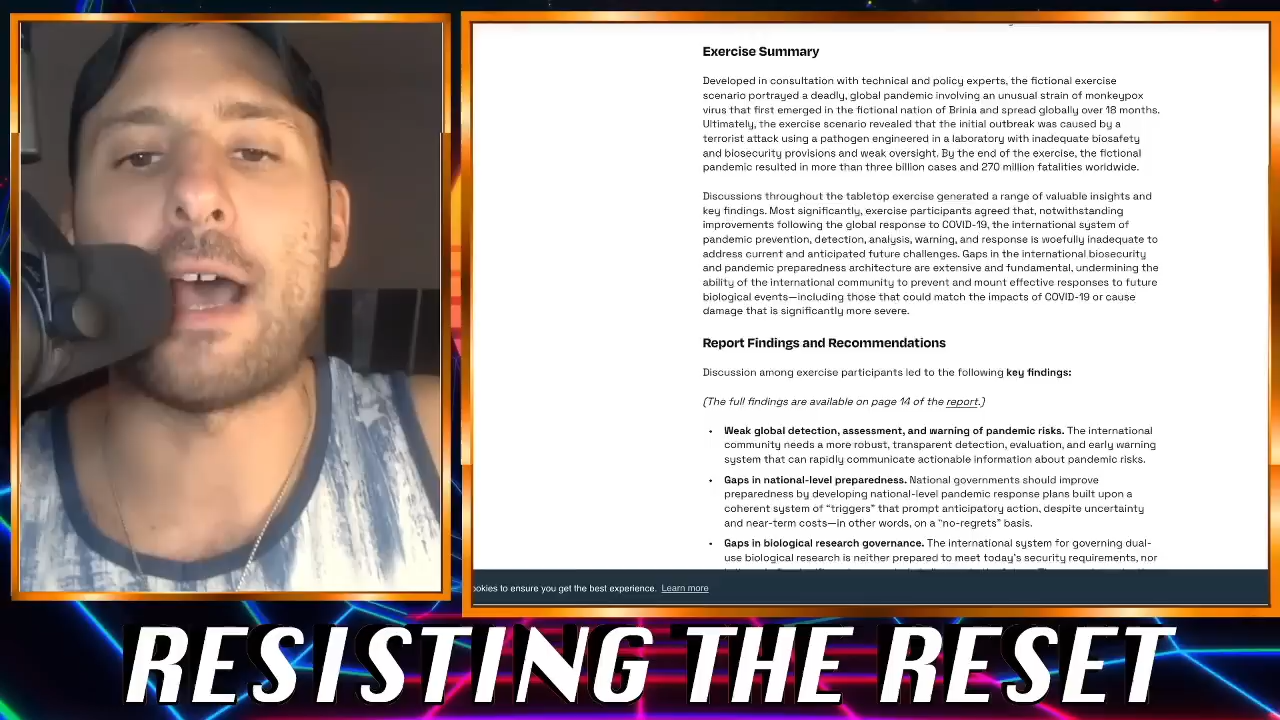 Exercise Summary
Developed in consultation with technical and policy experts, the fictional exercise
scenario portrayed a deadly, global pandemic involving an unusual strain of monkeypox
virus that first emerged in the fictional nation of Brinia and spread globally over 18 months.
Ultimately, the exercise scenario revealed that the initial outbreak was caused by a
terrorist attack using a pathogen engineered in a laboratory with inadequate biosafety
and biosecurity provisions and weak oversight. By the end of the exercise, the fictional
pandemic resulted in more than three billion cases and 270 million fatalities worldwide.
Discussions throughout the tabletop exercise generated a range of valuable insights and
key findings. Most significantly, exercise participants agreed that, notwithstanding
improvements following the global response to COVID-19, the international system of
pandemic prevention, detection, analysis, warning, and response is woefully inadequate to
address current and anticipated future challenges. Gaps in the international biosecurity
and pandemic preparedness architecture are extensive and fundamental, undermining the
ability of the international community to prevent and mount effective responses to future
biological events—including those that could match the impacts of COVID-19 or cause
damage that is significantly more severe.
Report Findings and Recommendations
Discussion among exercise participants led to the following key findings:
(The full findings are available on page 14 of the report.)
• Weak global detection, assessment, and warning of pandemic risks. The international
community needs a more robust, transparent detection, evaluation, and early warning
system that can rapidly communicate actionable information about pandemic risks.
• Gaps in national-level preparedness. National governments should improve
preparedness by developing national-level pandemic response plans built upon a
coherent system of "triggers" that prompt anticipatory action, despite uncertainty
and near-term costs—in other words, on a "no-regrets" basis.
• Gaps in biological research governance. The international system for governing dual-
use biological research is neither prepared to meet today's security requirements, nor
ookies to ensure you get the best experience. Learn more
RESISTING THE RESET